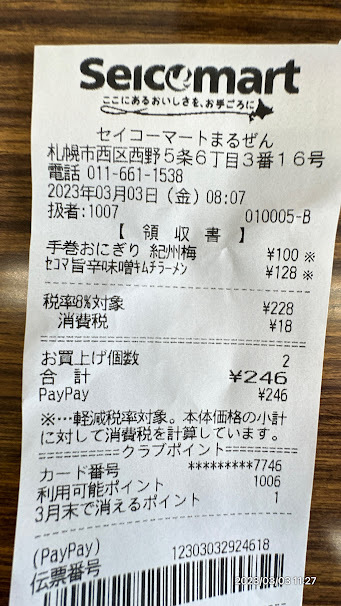 Seicomart
ここにあるおいしさを、お手ごろに
セイコーマートまるぜん
札幌市西区西野5条6丁目3番16号
電話 011-661-1538
2023年03月03日(金) 08:07
扱者:1007 010005-B
【 領 収 書 】
手巻おにぎり 紀州梅 ¥100 ※
セコマ旨辛味噌キムチラーメン ¥128 ※
税率8%対象 ¥228
消費税 ¥18
お買上げ個数 2
合 計 ¥246
PayPay ¥246
※…軽減税率対象。本体価格の小計
に対して消費税を計算しています。
==========クラブポイント==========
カード番号 *********7746
利用可能ポイント 1006
3月末で消えるポイント 1
(PayPay)
伝票番号 12303032924618
2023/03/03 11:27